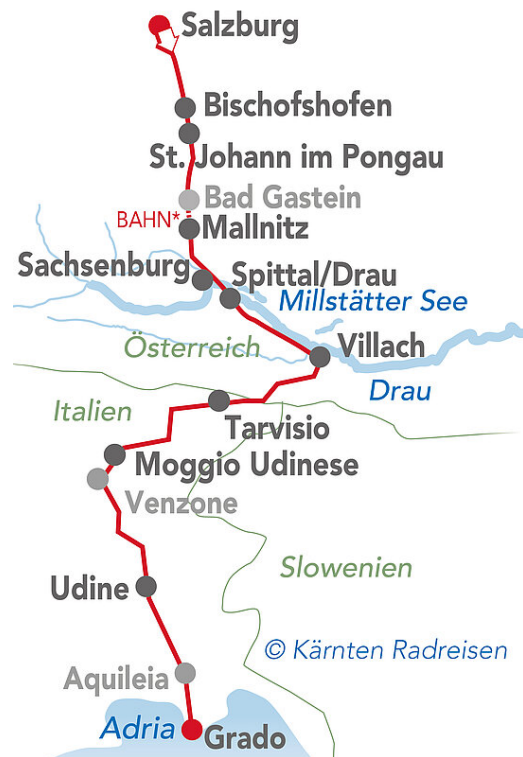 Salzburg
Bischofshofen
St. Johann im Pongau
Bad Gastein
BAHN*
Mallnitz
Sachsenburg
Spittal/Drau
Millstätter See
Österreich
Villach
Drau
Italien
Tarvisio
Moggio Udinese
Venzone
Slowenien
Udine
© Kärnten Radreisen
Aquileia
Adria
Grado